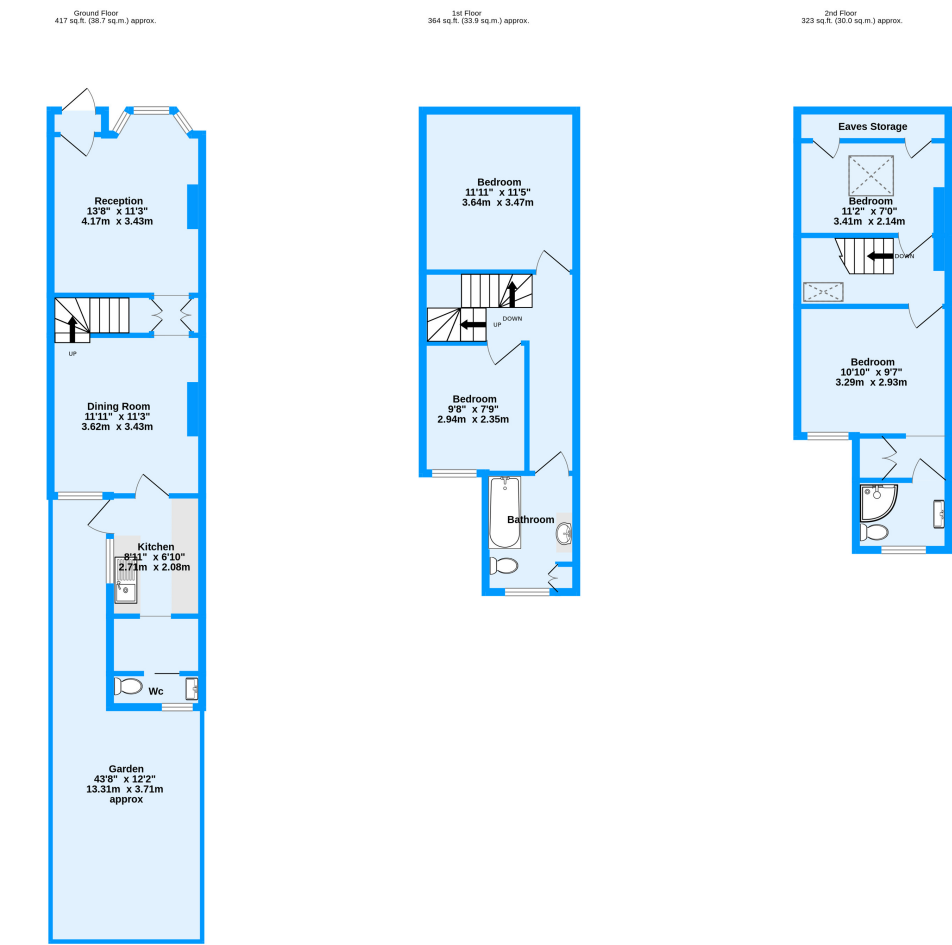 Ground Floor
417 sq.ft. (38.7 sq.m.) approx.
1st Floor
364 sq.ft. (33.9 sq.m.) approx.
2nd Floor
323 sq.ft. (30.0 sq.m.) approx.
Reception
13'8" x 11'3"
4.17m x 3.43m
UP
Dining Room
11'11" x 11'3"
3.62m x 3.43m
Kitchen
8'11" x 6'10"
2.71m x 2.08m
Wc
Garden
43'8" x 12'2"
13.31m x 3.71m
approx
Bedroom
11'11" x 11'5"
3.64m x 3.47m
DOWN
UP
Bedroom
9'8" x 7'9"
2.94m x 2.35m
Bathroom
Eaves Storage
Bedroom
11'2" x 7'0"
3.41m x 2.14m
DOWN
Bedroom
10'10" x 9'7"
3.29m x 2.93m